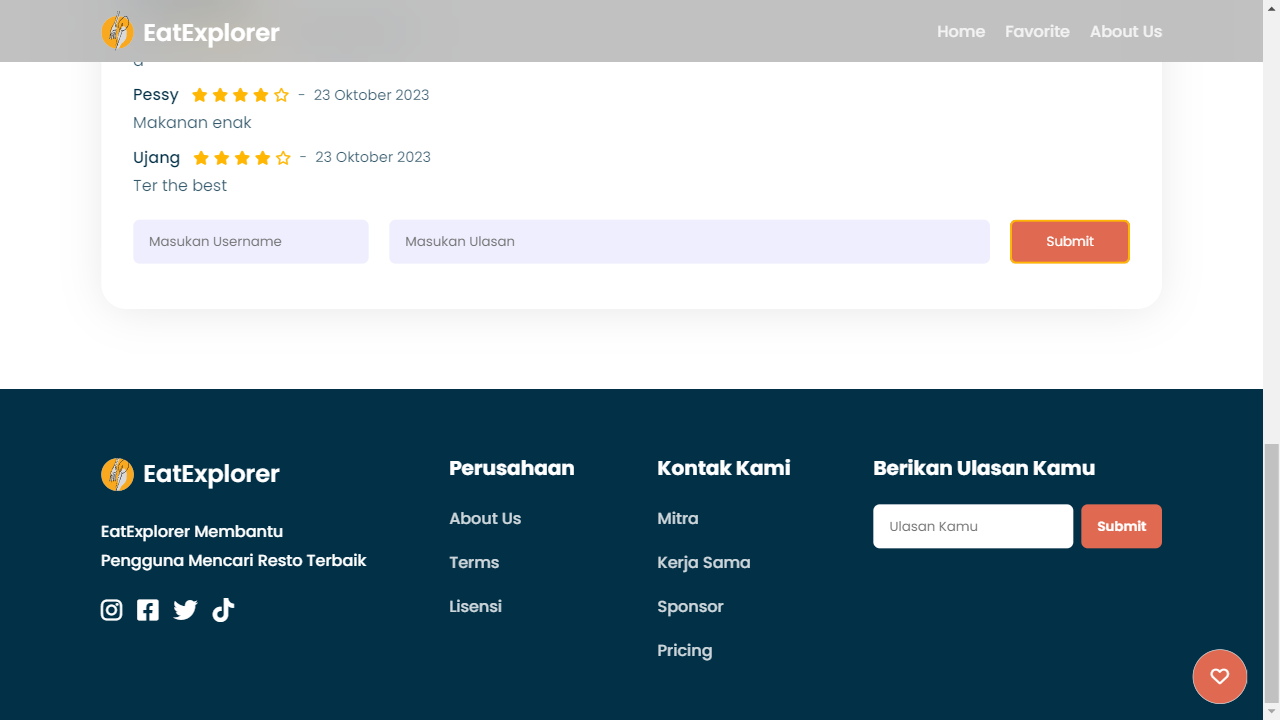 EatExplorer
Home Favorite About Us
Pessy - 23 Oktober 2023
Makanan enak
Ujang - 23 Oktober 2023
Ter the best
Masukan Username Masukan Ulasan Submit
EatExplorer
EatExplorer Membantu
Pengguna Mencari Resto Terbaik
Perusahaan
About Us
Terms
Lisensi
Kontak Kami
Mitra
Kerja Sama
Sponsor
Pricing
Berikan Ulasan Kamu
Ulasan Kamu Submit